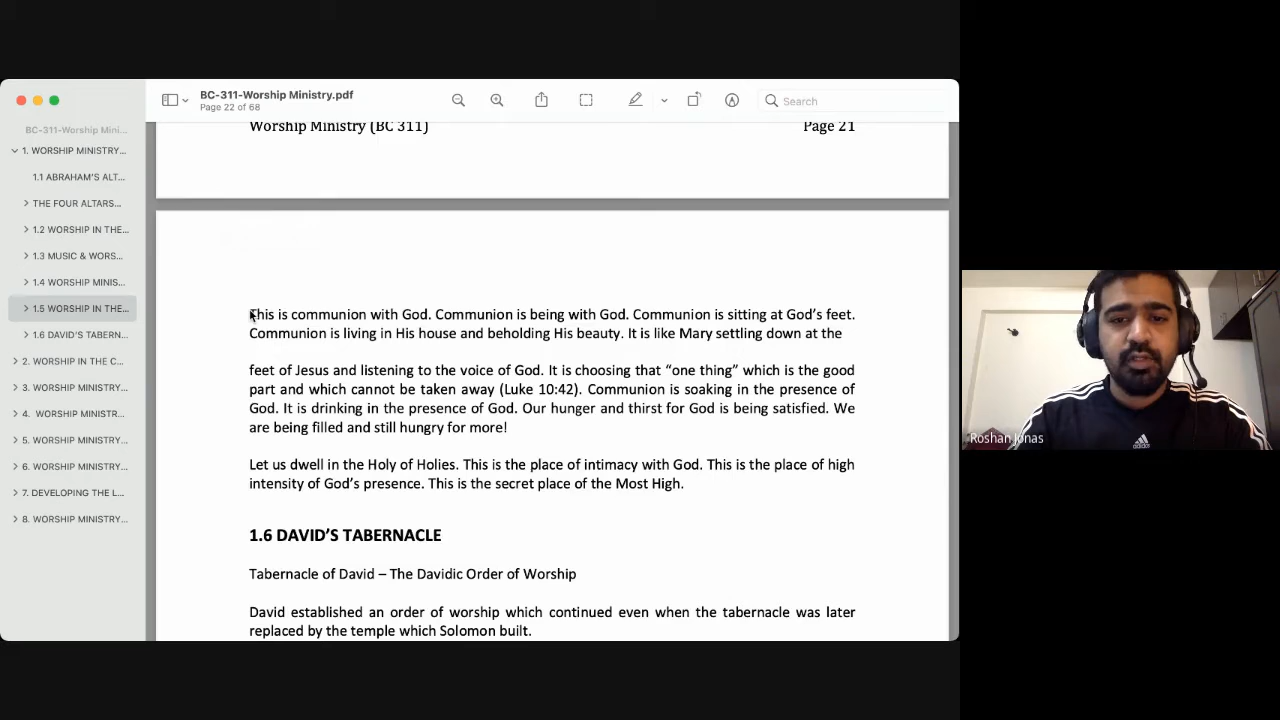 BC-311-Worship Ministry.pdf
Page 22 of 68
Search
BC-311-Worship Mini...
1. WORSHIP MINISTRY...
1.1 ABRAHAM'S ALT...
THE FOUR ALTARS...
1.2 WORSHIP IN THE...
1.3 MUSIC & WORS...
1.4 WORSHIP MINIS...
1.5 WORSHIP IN THE...
1.6 DAVID'S TABERN...
2. WORSHIP IN THE C...
3. WORSHIP MINISTRY...
4. WORSHIP MINISTR...
5. WORSHIP MINISTRY...
6. WORSHIP MINISTRY...
7. DEVELOPING THE L...
8. WORSHIP MINISTRY...
Worship Ministry (BC 311) Page 21
This is communion with God. Communion is being with God. Communion is sitting at God's feet.
Communion is living in His house and beholding His beauty. It is like Mary settling down at the
feet of Jesus and listening to the voice of God. It is choosing that “one thing” which is the good
part and which cannot be taken away (Luke 10:42). Communion is soaking in the presence of
God. It is drinking in the presence of God. Our hunger and thirst for God is being satisfied. We
are being filled and still hungry for more!
Let us dwell in the Holy of Holies. This is the place of intimacy with God. This is the place of high
intensity of God's presence. This is the secret place of the Most High.
1.6 DAVID'S TABERNACLE
Tabernacle of David – The Davidic Order of Worship
David established an order of worship which continued even when the tabernacle was later
replaced by the temple which Solomon built.
Roshan Jonas
adidas